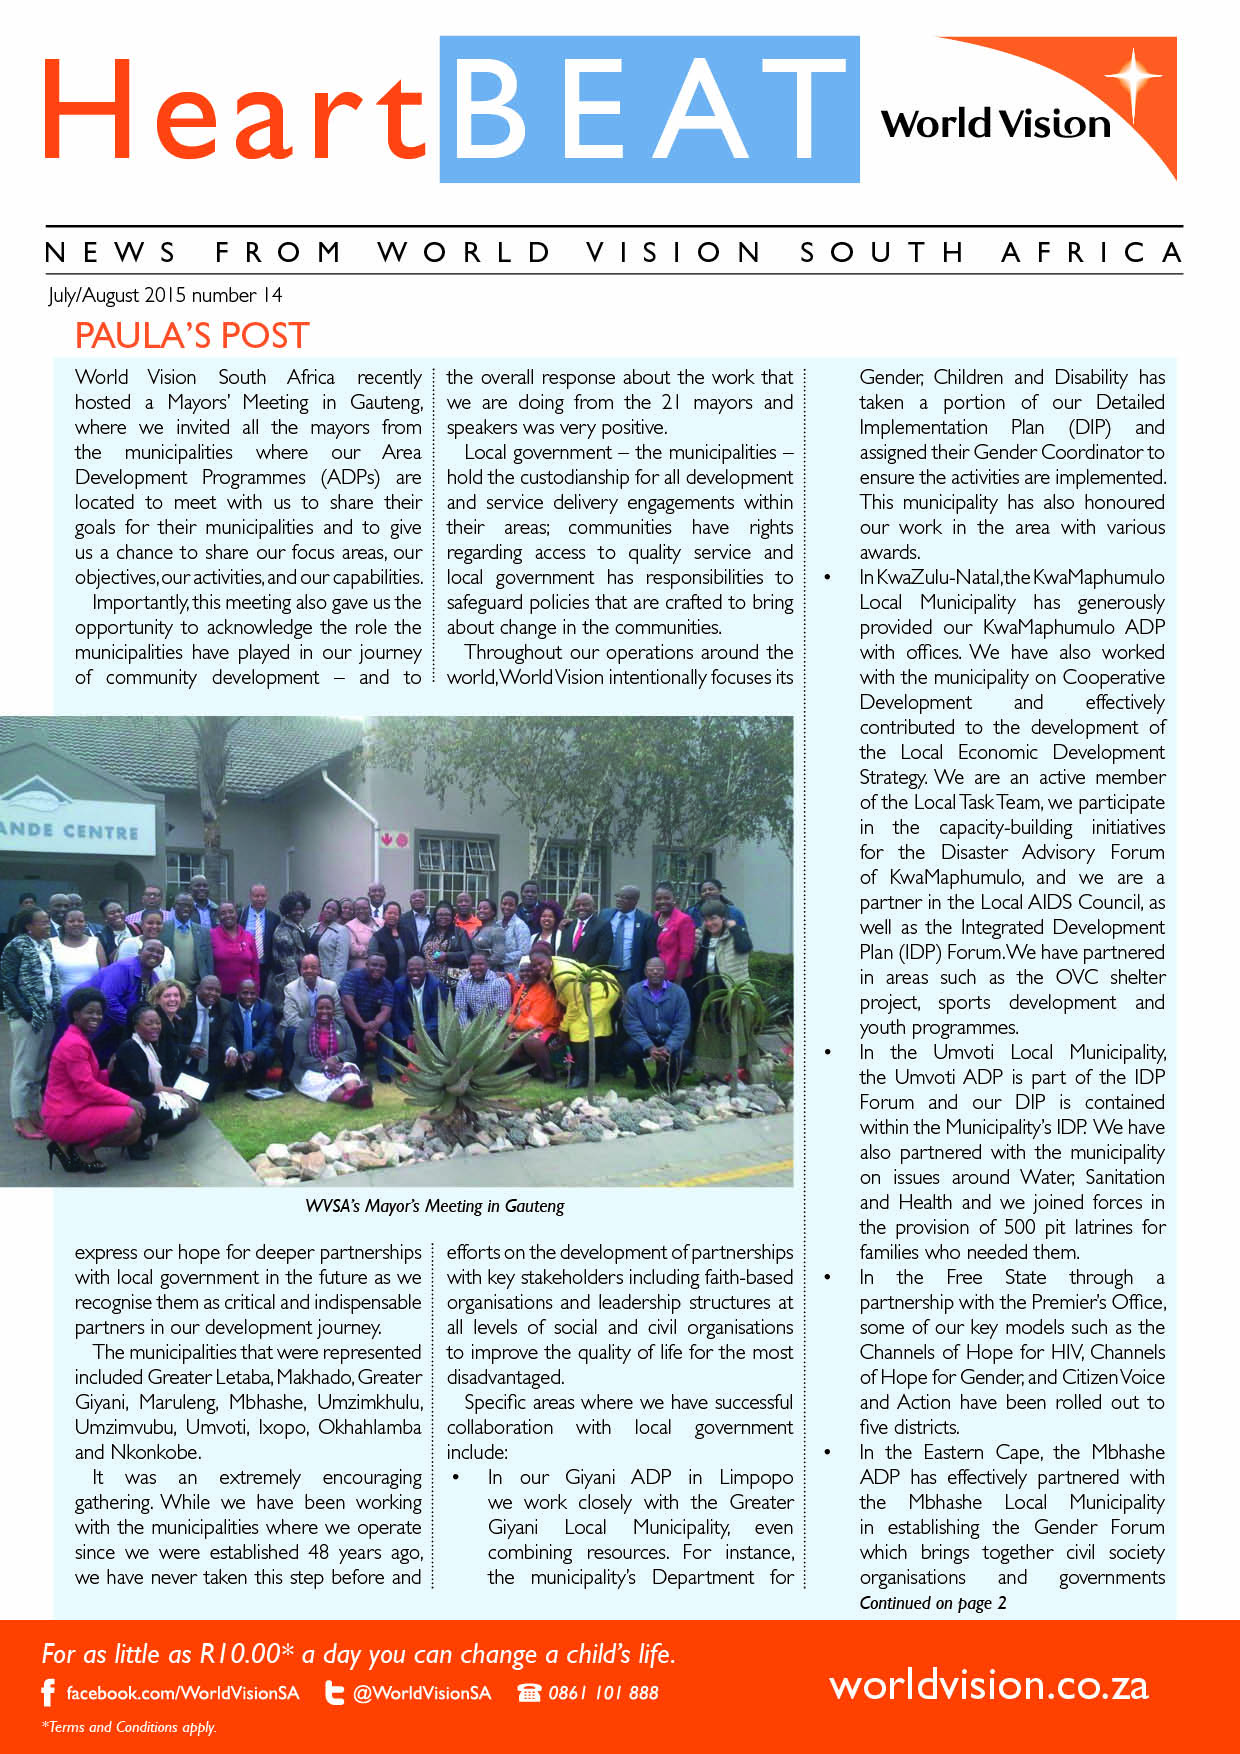 HeartBEAT
World Vision
NEWS FROM WORLD VISION SOUTH AFRICA
July/August 2015 number 14
PAULA'S POST
World Vision South Africa recently
hosted a Mayors' Meeting in Gauteng,
where we invited all the mayors from
the municipalities where our Area
Development Programmes (ADPs) are
located to meet with us to share their
goals for their municipalities and to give
us a chance to share our focus areas, our
objectives, our activities, and our capabilities.
Importantly, this meeting also gave us the
opportunity to acknowledge the role the
municipalities have played in our journey
of community development – and to
express our hope for deeper partnerships
with local government in the future as we
recognise them as critical and indispensable
partners in our development journey.
The municipalities that were represented
included Greater Letaba, Makhado, Greater
Giyani, Maruleng, Mbhashe, Umzimkhulu,
Umzimvubu, Umvoti, Ixopo, Okhahlamba
and Nkonkobe.
It was an extremely encouraging
gathering. While we have been working
with the municipalities where we operate
since we were established 48 years ago,
we have never taken this step before and
the overall response about the work that
we are doing from the 21 mayors and
speakers was very positive.
Local government – the municipalities –
hold the custodianship for all development
and service delivery engagements within
their areas; communities have rights
regarding access to quality service and
local government has responsibilities to
safeguard policies that are crafted to bring
about change in the communities.
Throughout our operations around the
world, World Vision intentionally focuses its
efforts on the development of partnerships
with key stakeholders including faith-based
organisations and leadership structures at
all levels of social and civil organisations
to improve the quality of life for the most
disadvantaged.
Specific areas where we have successful
collaboration with local government
include:
• In our Giyani ADP in Limpopo
we work closely with the Greater
Giyani Local Municipality, even
combining resources. For instance,
the municipality's Department for
Gender, Children and Disability has
taken a portion of our Detailed
Implementation Plan (DIP) and
assigned their Gender Coordinator to
ensure the activities are implemented.
This municipality has also honoured
our work in the area with various
awards.
• In KwaZulu-Natal, the KwaMaphumulo
Local Municipality has generously
provided our KwaMaphumulo ADP
with offices. We have also worked
with the municipality on Cooperative
Development and effectively
contributed to the development of
the Local Economic Development
Strategy. We are an active member
of the Local Task Team, we participate
in the capacity-building initiatives
for the Disaster Advisory Forum
of KwaMaphumulo, and we are a
partner in the Local AIDS Council, as
well as the Integrated Development
Plan (IDP) Forum. We have partnered
in areas such as the OVC shelter
project, sports development and
youth programmes.
• In the Umvoti Local Municipality,
the Umvoti ADP is part of the IDP
Forum and our DIP is contained
within the Municipality's IDP. We have
also partnered with the municipality
on issues around Water, Sanitation
and Health and we joined forces in
the provision of 500 pit latrines for
families who needed them.
• In the Free State through a
partnership with the Premier's Office,
some of our key models such as the
Channels of Hope for HIV, Channels
of Hope for Gender, and Citizen Voice
and Action have been rolled out to
five districts.
• In the Eastern Cape, the Mbhashe
ADP has effectively partnered with
the Mbhashe Local Municipality
in establishing the Gender Forum
which brings together civil society
organisations and governments
Continued on page 2
ANDE CENTRE
WVSA's Mayor's Meeting in Gauteng
For as little as R10.00* a day you can change a child's life.
facebook.com/WorldVisionSA @WorldVisionSA 0861 101 888
*Terms and Conditions apply.
worldvision.co.za